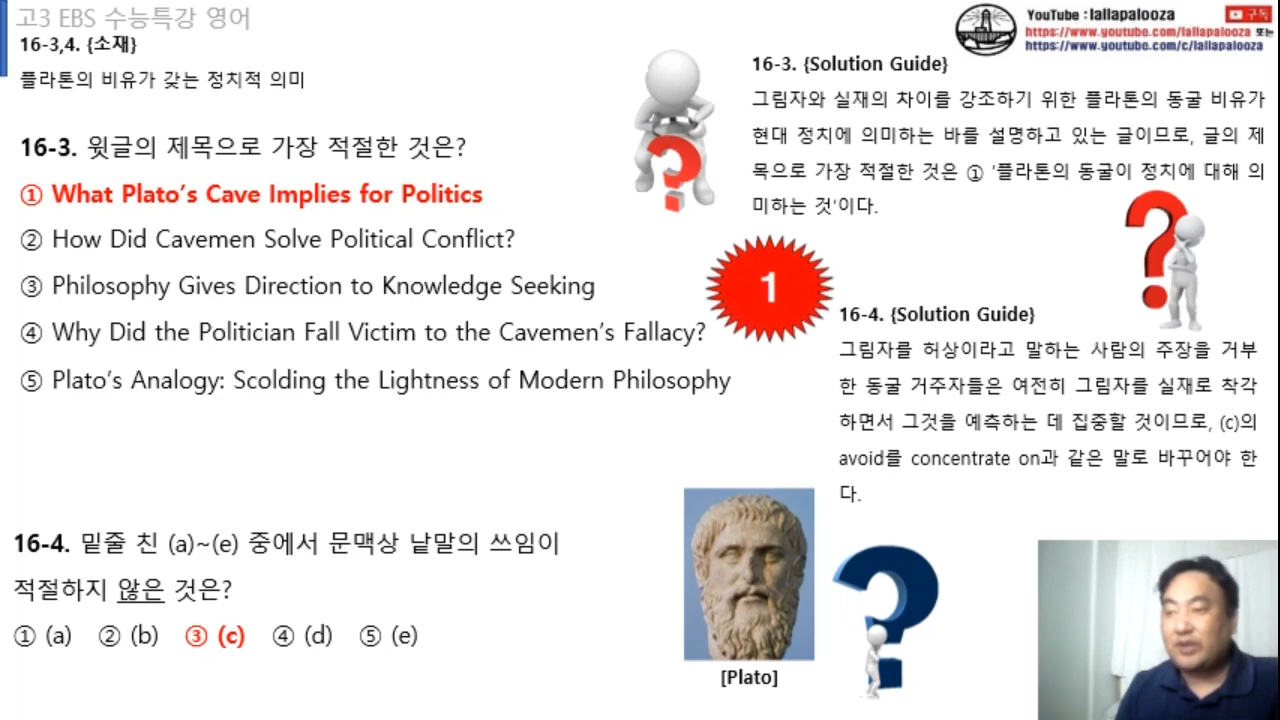 고3 EBS 수능특강 영어
16-3,4. {소재}
플라톤의 비유가 갖는 정치적 의미
16-3. 윗글의 제목으로 가장 적절한 것은?
① What Plato's Cave Implies for Politics
② How Did Cavemen Solve Political Conflict?
③ Philosophy Gives Direction to Knowledge Seeking
④ Why Did the Politician Fall Victim to the Cavemen's Fallacy?
⑤ Plato's Analogy: Scolding the Lightness of Modern Philosophy
16-4. 밑줄 친 (a)~(e) 중에서 문맥상 낱말의 쓰임이
적절하지 않은 것은?
① (a) ② (b) ③ (c) ④ (d) ⑤ (e)
YouTube : lallapalooza
구독
https://www.youtube.com/lallapalooza 또는
https://www.youtube.com/c/lallapalooza
16-3. {Solution Guide}
그림자와 실재의 차이를 강조하기 위한 플라톤의 동굴 비유가
현대 정치에 의미하는 바를 설명하고 있는 글이므로, 글의 제
목으로 가장 적절한 것은 ① '플라톤의 동굴이 정치에 대해 의
미하는 것'이다.
1
16-4. {Solution Guide}
그림자를 허상이라고 말하는 사람의 주장을 거부
한 동굴 거주자들은 여전히 그림자를 실재로 착각
하면서 그것을 예측하는 데 집중할 것이므로, (c)의
avoid를 concentrate on과 같은 말로 바꾸어야 한
다.
[Plato]